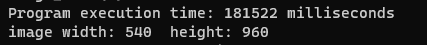 Program execution time: 181522 milliseconds
image width: 540  height: 960